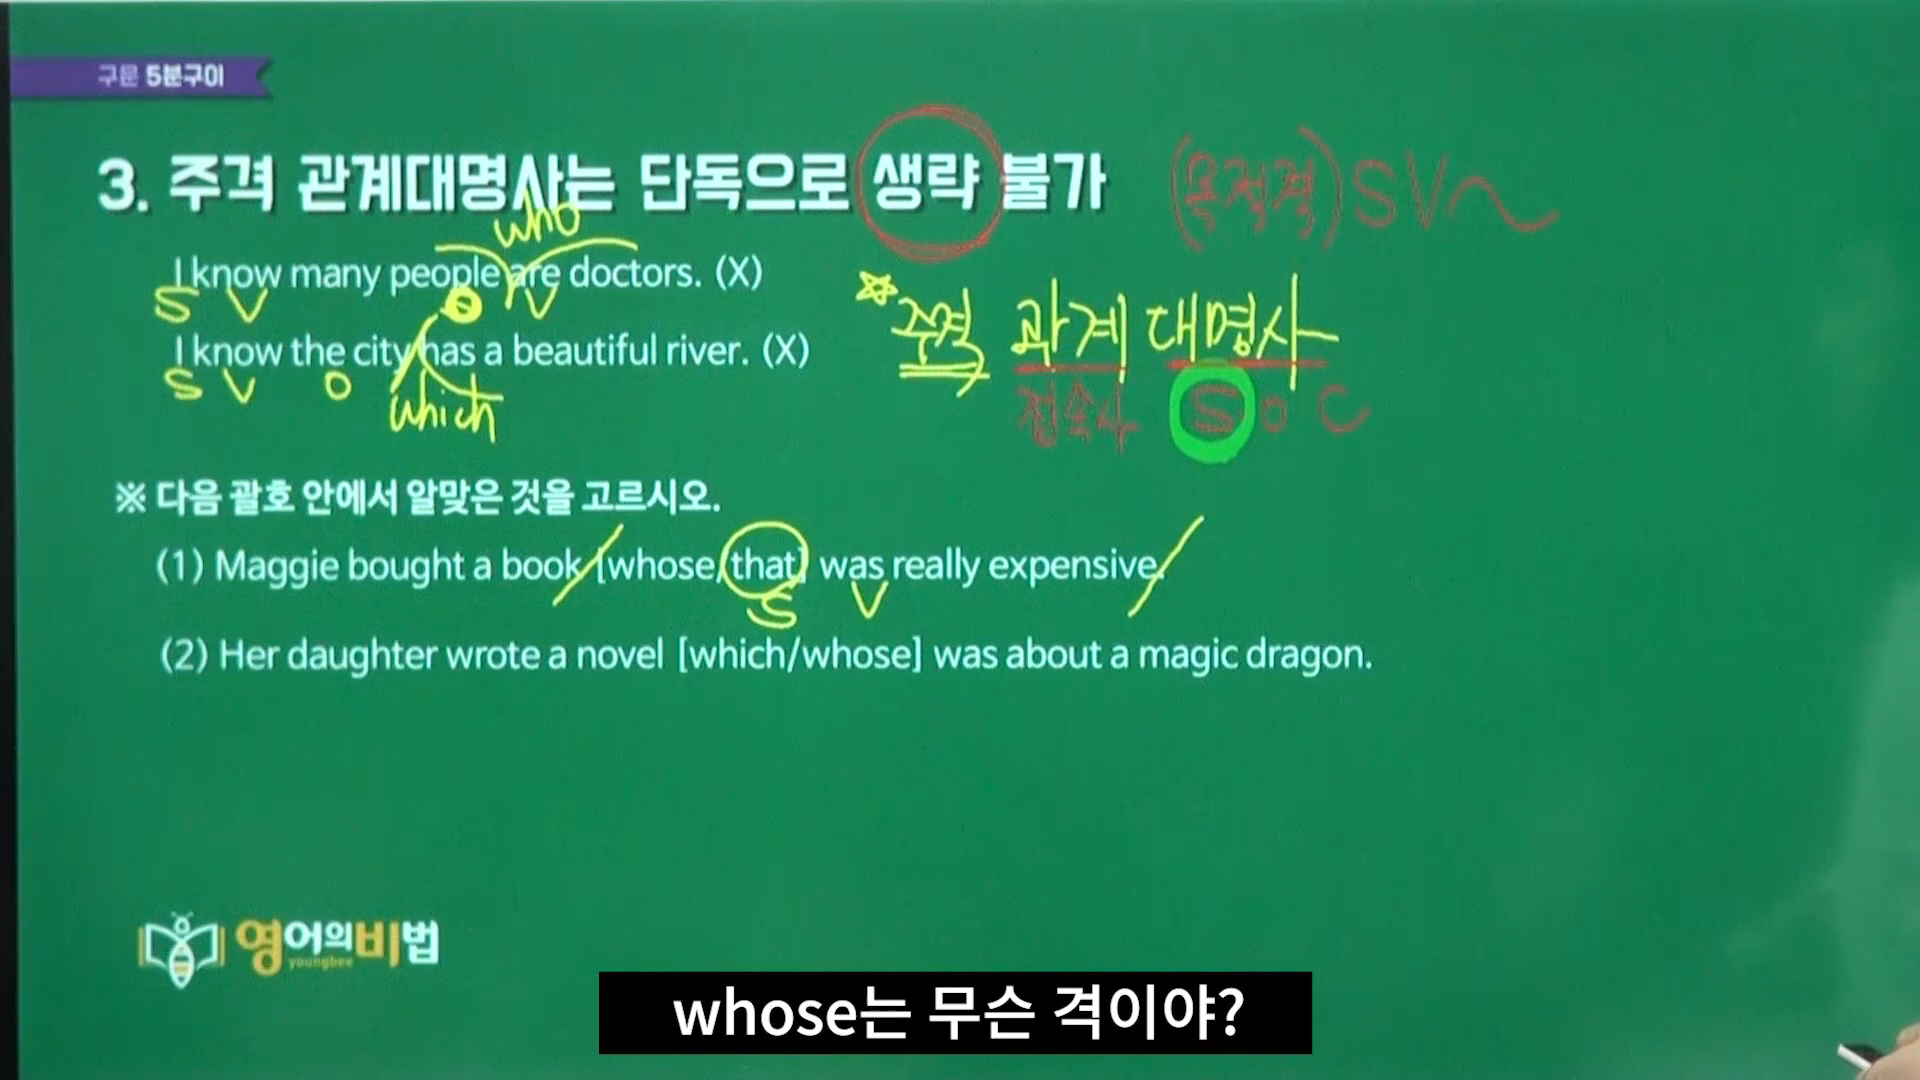 구문 5분구이
3. 주격 관계대명사는 단독으로 생략 불가
(목적격) S V
who
I know many people are doctors. (X)
S V O V
주격 관계 대명사
I know the city has a beautiful river. (X)
S V O which
접속사 S O C
※ 다음 괄호 안에서 알맞은 것을 고르시오.
(1) Maggie bought a book [whose/that] was really expensive.
S V
(2) Her daughter wrote a novel [which/whose] was about a magic dragon.
영어의비법
youngbee
whose는 무슨 격이야?